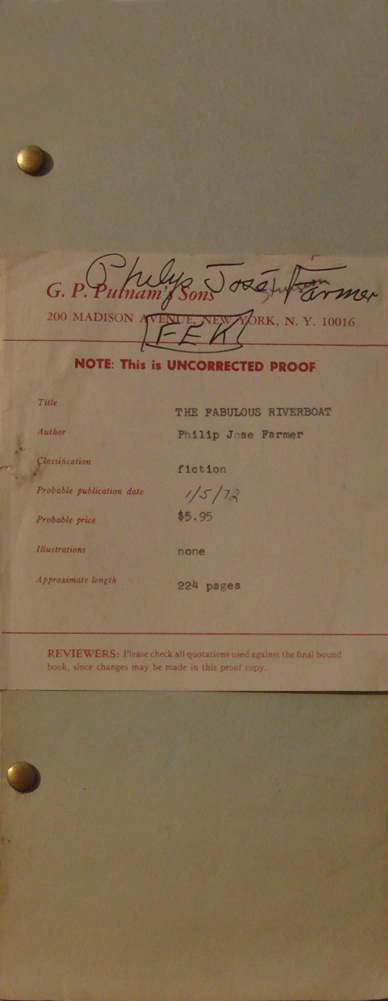 Philip José Farmer
G. P. Putnam's Sons
200 MADISON AVENUE, NEW YORK, N. Y. 10016
NOTE: This is UNCORRECTED PROOF
Title
THE FABULOUS RIVERBOAT
Author
Philip Jose Farmer
Classification
fiction
Probable publication date
1/5/72
Probable price
$5.95
Illustrations
none
Approximate length
224 pages
REVIEWERS: Please check all quotations used against the final bound
book, since changes may be made in this proof copy.